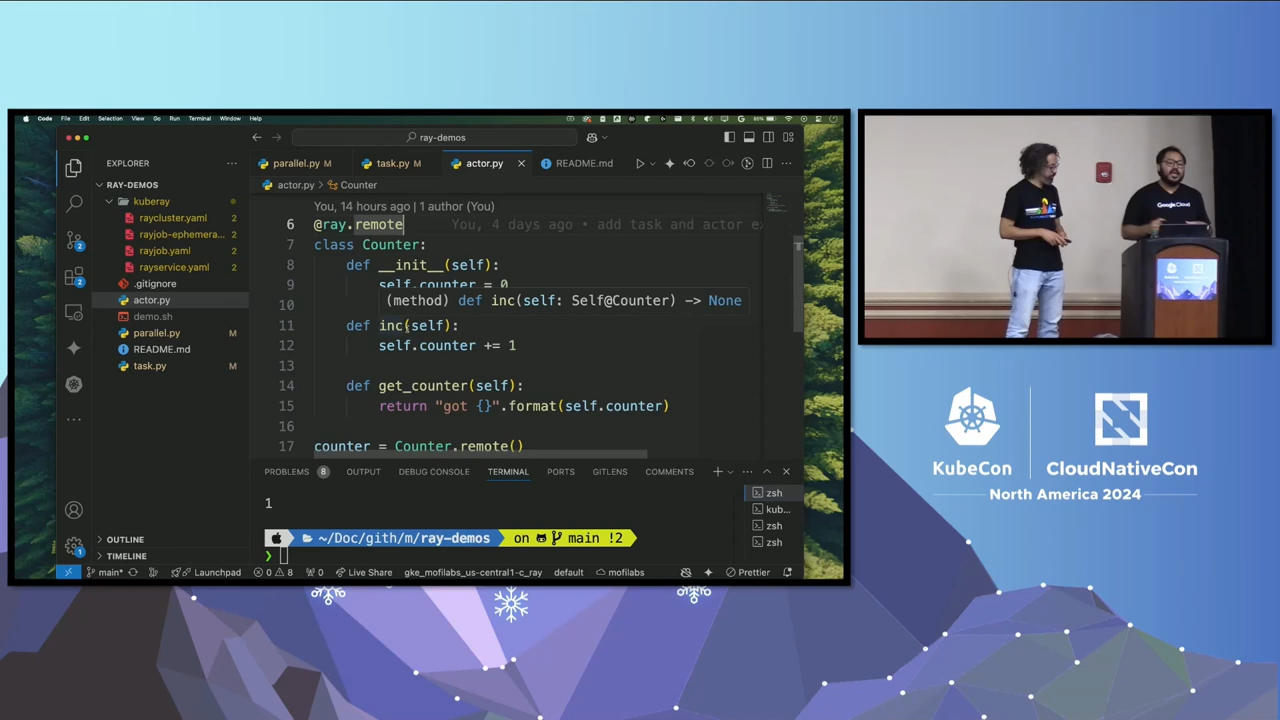 Code File Edit Selection View Go Run Terminal Window Help
ray-demos
EXPLORER
RAY-DEMOS
kuberay
raycluster.yaml 2
rayjob-ephemera... 2
rayjob.yaml 2
rayservice.yaml 2
.gitignore
actor.py
demo.sh
parallel.py M
README.md
task.py M
OUTLINE
TIMELINE
parallel.py M
task.py M
actor.py
README.md
actor.py > Counter
You, 14 hours ago | 1 author (You)
6 @ray.remote You, 4 days ago • add task and actor ex
7 class Counter:
8 def __init__(self):
9 self.counter = 0
(method) def inc(self: Self@Counter) -> None
10
11 def inc(self):
12 self.counter += 1
13
14 def get_counter(self):
15 return "got {}".format(self.counter)
16
17 counter = Counter.remote()
PROBLEMS 8 OUTPUT DEBUG CONSOLE TERMINAL PORTS GITLENS COMMENTS
1
~/Doc/gith/m/ray-demos on main !2
zsh
kub...
zsh
zsh
main* Launchpad 0 8 0 Live Share gke_mofilabs_us-central1-c_ray default mofilabs Prettier
Google Cloud
KubeCon
CloudNativeCon
North America 2024